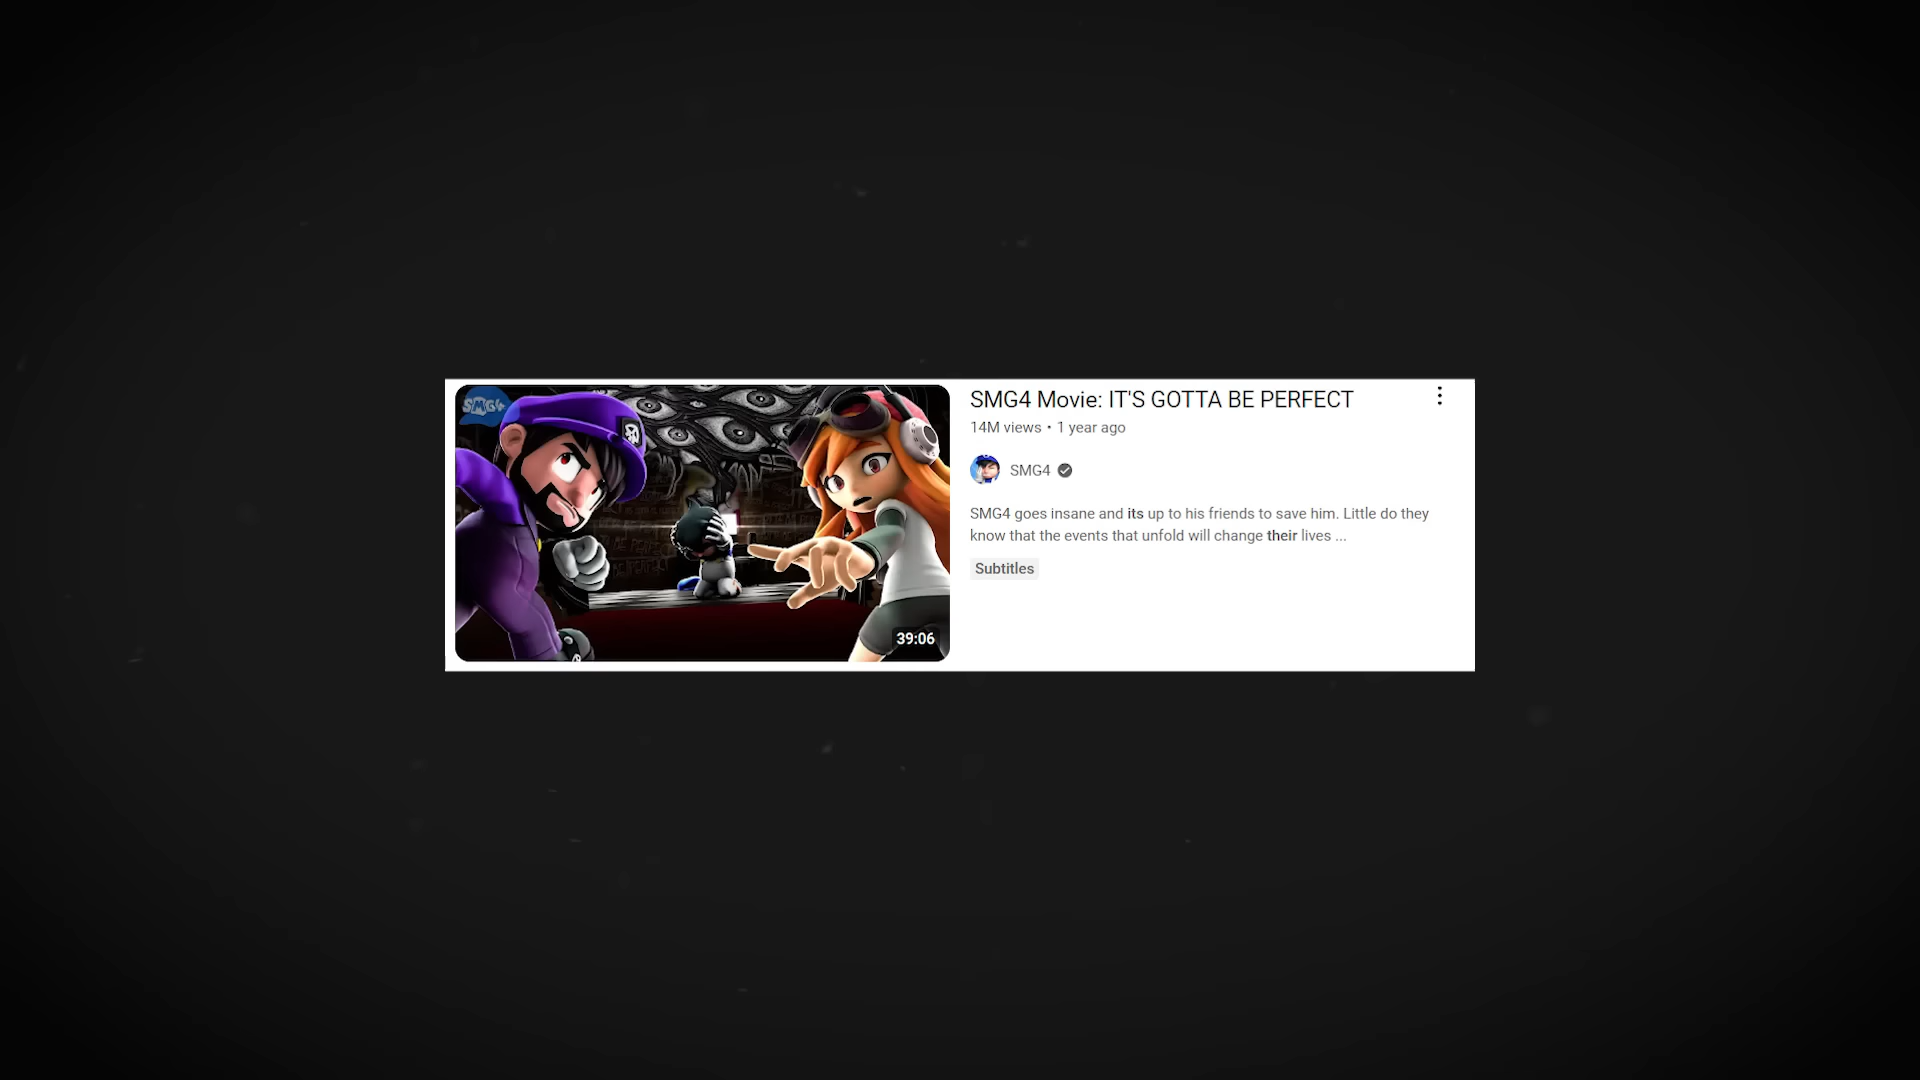 SMG4
39:06
SMG4 Movie: IT'S GOTTA BE PERFECT
14M views • 1 year ago
SMG4
SMG4 goes insane and its up to his friends to save him. Little do they
know that the events that unfold will change their lives ...
Subtitles